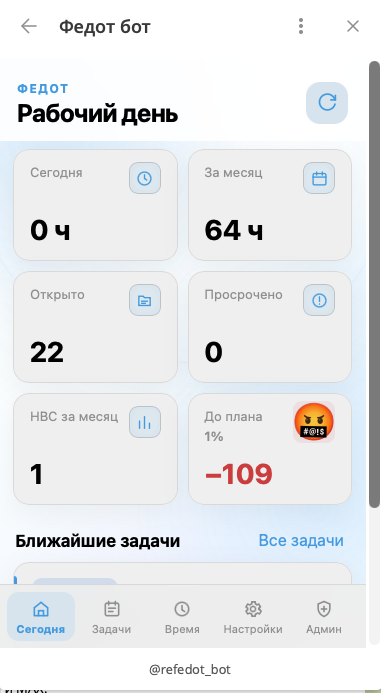 Федот бот
ФЕДОТ
Рабочий день
Сегодня
0 ч
За месяц
64 ч
Открыто
22
Просрочено
0
НВС за месяц
1
До плана
1%
#@!$
−109
Ближайшие задачи
Все задачи
Сегодня
Задачи
Время
Настройки
Админ
@refedot_bot